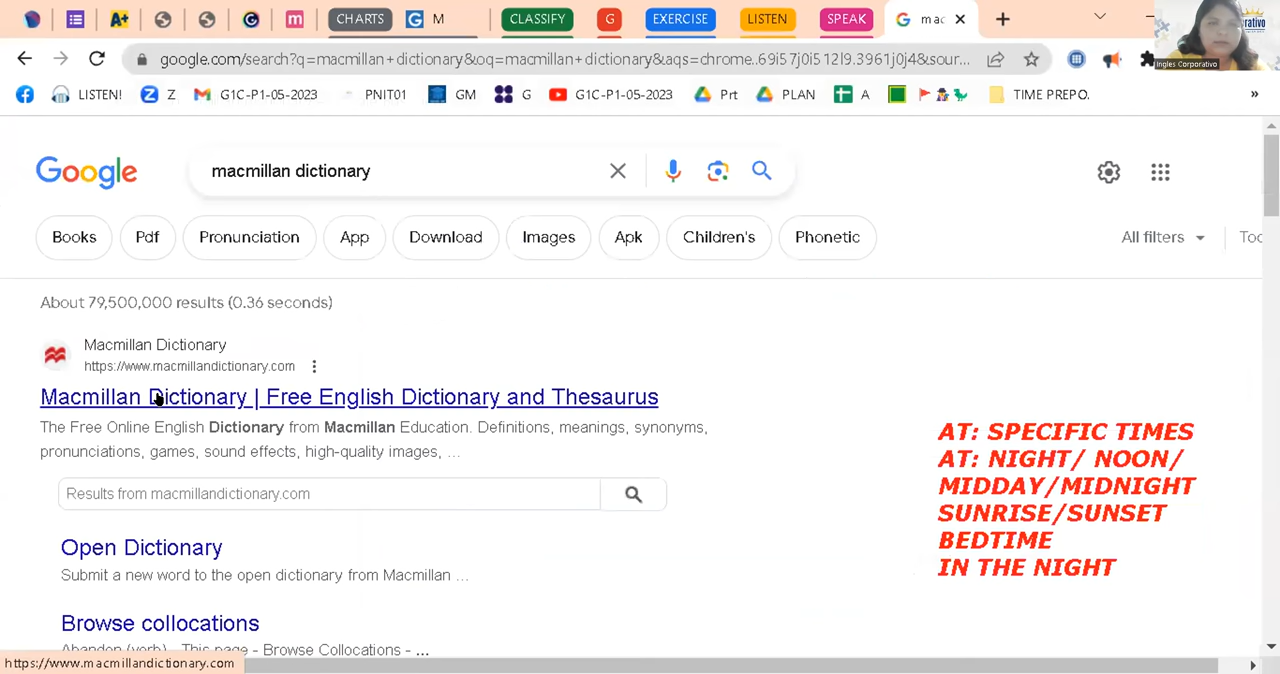 CHARTS
M
CLASSIFY
G
EXERCISE
LISTEN
SPEAK
mac
google.com/search?q=macmillan+dictionary&oq=macmillan+dictionary&aqs=chrome..69i57j0i512l9.3961j0j4&sour...
Ingles Corporativo
LISTEN!
Z
G1C-P1-05-2023
PNIT01
GM
G
G1C-P1-05-2023
Prt
PLAN
A
TIME PREPO.
Google
macmillan dictionary
Books
Pdf
Pronunciation
App
Download
Images
Apk
Children's
Phonetic
All filters
About 79,500,000 results (0.36 seconds)
Macmillan Dictionary
https://www.macmillandictionary.com
Macmillan Dictionary | Free English Dictionary and Thesaurus
The Free Online English Dictionary from Macmillan Education. Definitions, meanings, synonyms,
pronunciations, games, sound effects, high-quality images, ...
Results from macmillandictionary.com
Open Dictionary
Submit a new word to the open dictionary from Macmillan ...
Browse collocations
Abandon (verb) - This page - Browse Collocations - ...
AT: SPECIFIC TIMES
AT: NIGHT/ NOON/
MIDDAY/MIDNIGHT
SUNRISE/SUNSET
BEDTIME
IN THE NIGHT
https://www.macmillandictionary.com